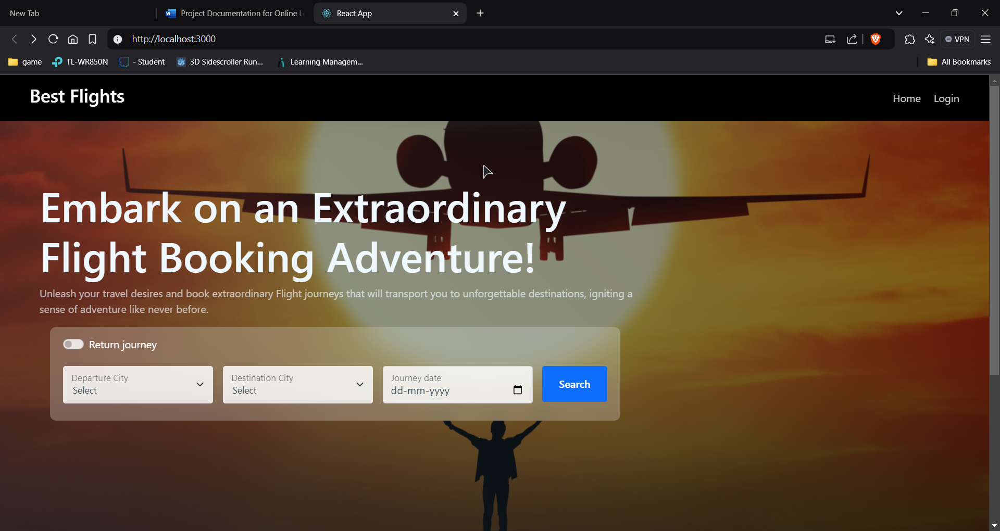 New Tab
Project Documentation for Online L
React App
http://localhost:3000
VPN
game
TL-WR850N
- Student
3D Sidescroller Run...
Learning Managem...
All Bookmarks
Best Flights
Home
Login
Embark on an Extraordinary
Flight Booking Adventure!
Unleash your travel desires and book extraordinary Flight journeys that will transport you to unforgettable destinations, igniting a
sense of adventure like never before.
Return journey
Departure City
Select
Destination City
Select
Journey date
dd-mm-yyyy
Search